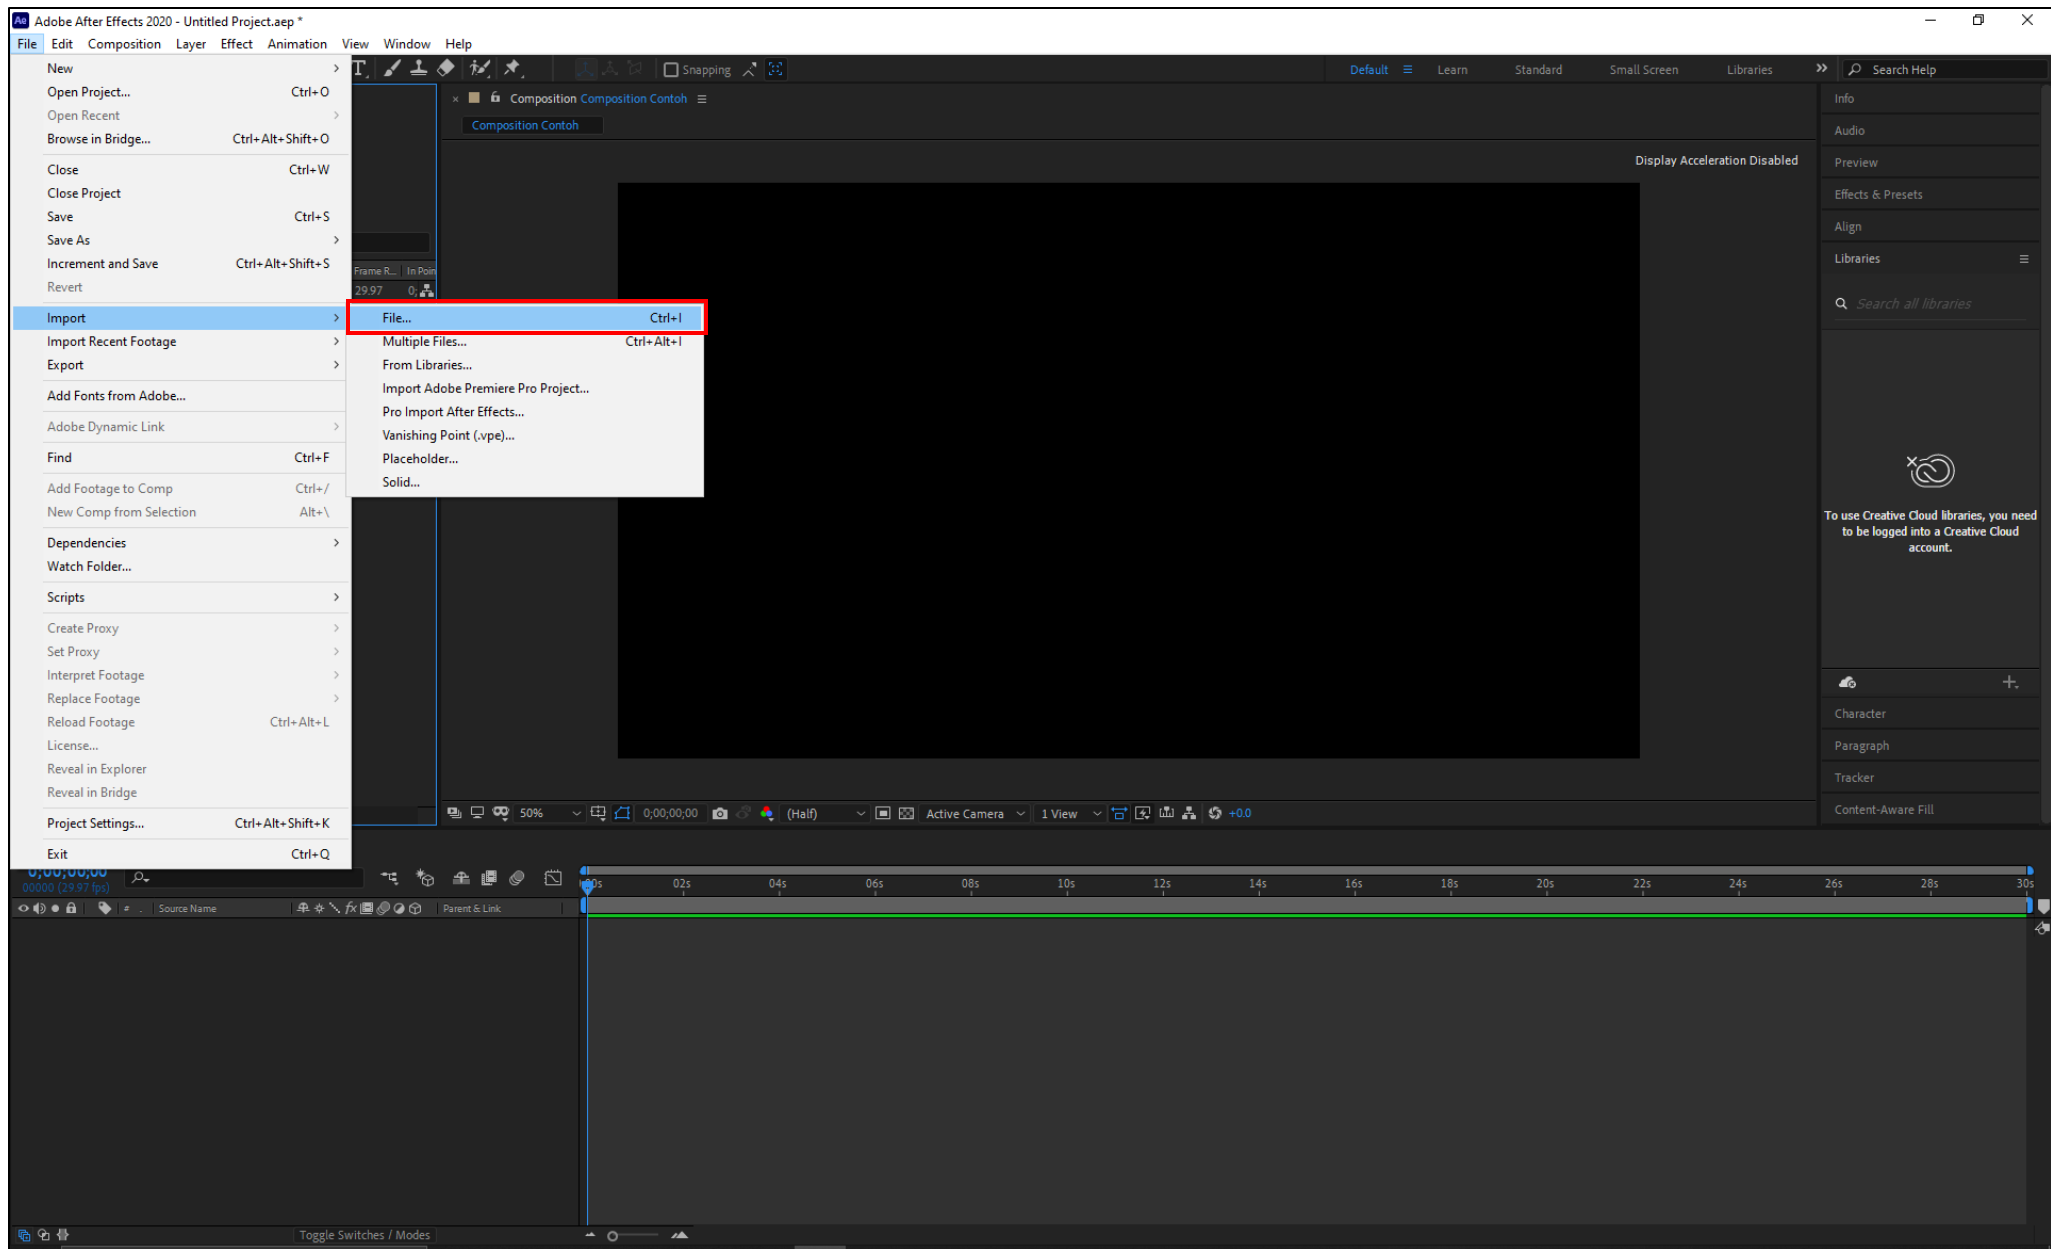 Ae Adobe After Effects 2020 - Untitled Project.aep *
File Edit Composition Layer Effect Animation View Window Help
Snapping
Default Learn Standard Small Screen Libraries » Search Help
New
Open Project... Ctrl+O
Open Recent
Browse in Bridge... Ctrl+Alt+Shift+O
Close Ctrl+W
Close Project
Save Ctrl+S
Save As
Increment and Save Ctrl+Alt+Shift+S
Revert
Import
Import Recent Footage
Export
Add Fonts from Adobe...
Adobe Dynamic Link
Find Ctrl+F
Add Footage to Comp Ctrl+/
New Comp from Selection Alt+\
Dependencies
Watch Folder...
Scripts
Create Proxy
Set Proxy
Interpret Footage
Replace Footage
Reload Footage Ctrl+Alt+L
License...
Reveal in Explorer
Reveal in Bridge
Project Settings... Ctrl+Alt+Shift+K
Exit Ctrl+Q
Frame R... In Poin
29.97 0;
File... Ctrl+I
Multiple Files... Ctrl+Alt+I
From Libraries...
Import Adobe Premiere Pro Project...
Pro Import After Effects...
Vanishing Point (.vpe)...
Placeholder...
Solid...
Composition Composition Contoh
Composition Contoh
Display Acceleration Disabled
50% 0;00;00;00 (Half) Active Camera 1 View +0.0
Info
Audio
Preview
Effects & Presets
Align
Libraries
Search all libraries
To use Creative Cloud libraries, you need
to be logged into a Creative Cloud
account.
Character
Paragraph
Tracker
Content-Aware Fill
0;00;00;00
00000 (29.97 fps)
00s 02s 04s 06s 08s 10s 12s 14s 16s 18s 20s 22s 24s 26s 28s 30s
# Source Name fx Parent & Link
Toggle Switches / Modes